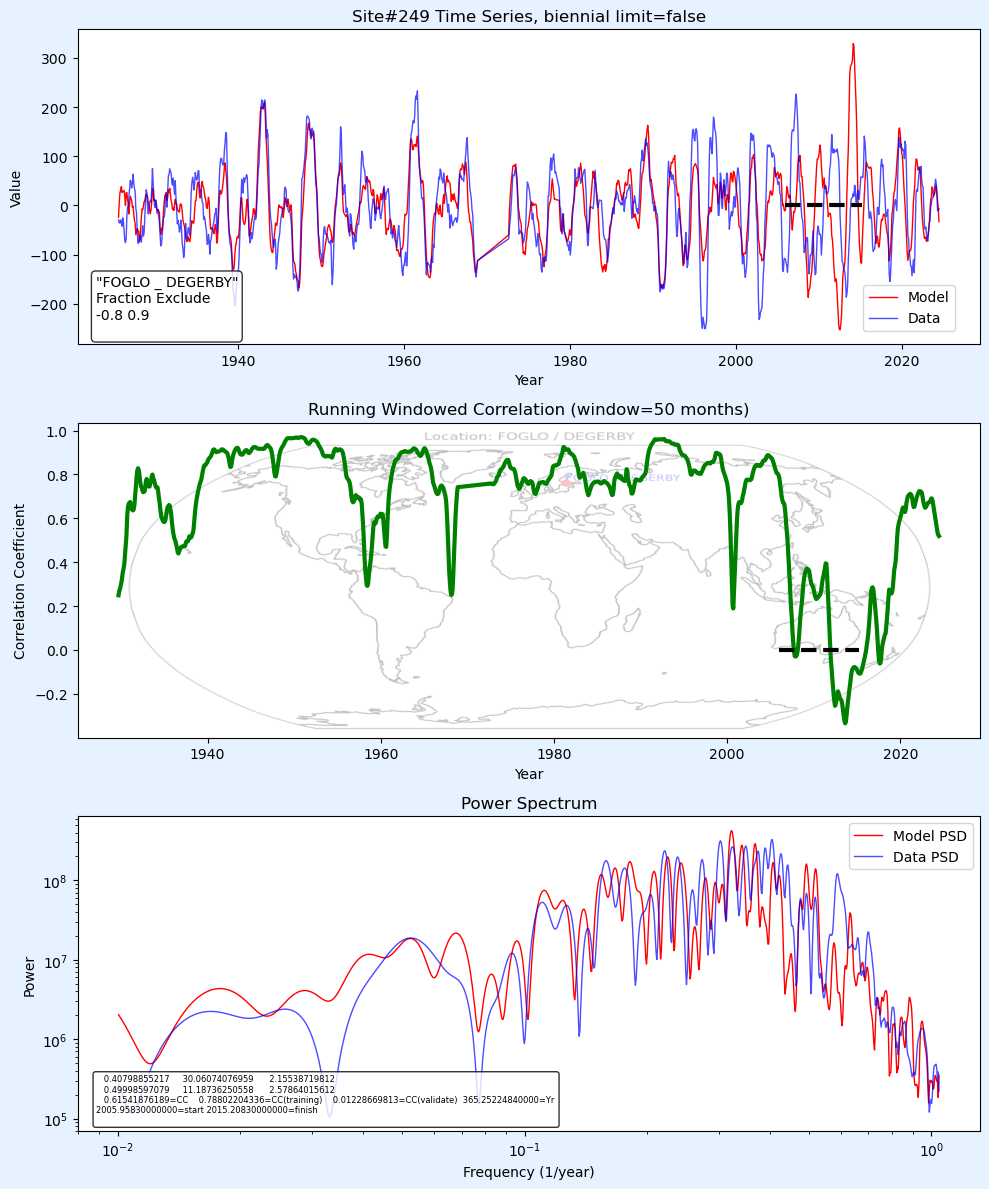 Site#249 Time Series, biennial limit=false
Value
300
200
100
0
−100
−200
"FOGLO _ DEGERBY"
Fraction Exclude
-0.8 0.9
Model
Data
1940 1960 1980 2000 2020
Year
Running Windowed Correlation (window=50 months)
Correlation Coefficient
1.0
0.8
0.6
0.4
0.2
0.0
−0.2
Location: FOGLO / DEGERBY
DEGERBY
1940 1960 1980 2000 2020
Year
Power Spectrum
Power
10^8
10^7
10^6
10^5
Model PSD
Data PSD
0.40798855217 30.06074076959 2.15538719812
0.49998597079 11.18736250558 2.57864015612
0.61541876189=CC 0.78802204336=CC(training) 0.01228669813=CC(validate) 365.25224840000=Yr
2005.95830000000=start 2015.20830000000=finish
10^−2 10^−1 10^0
Frequency (1/year)